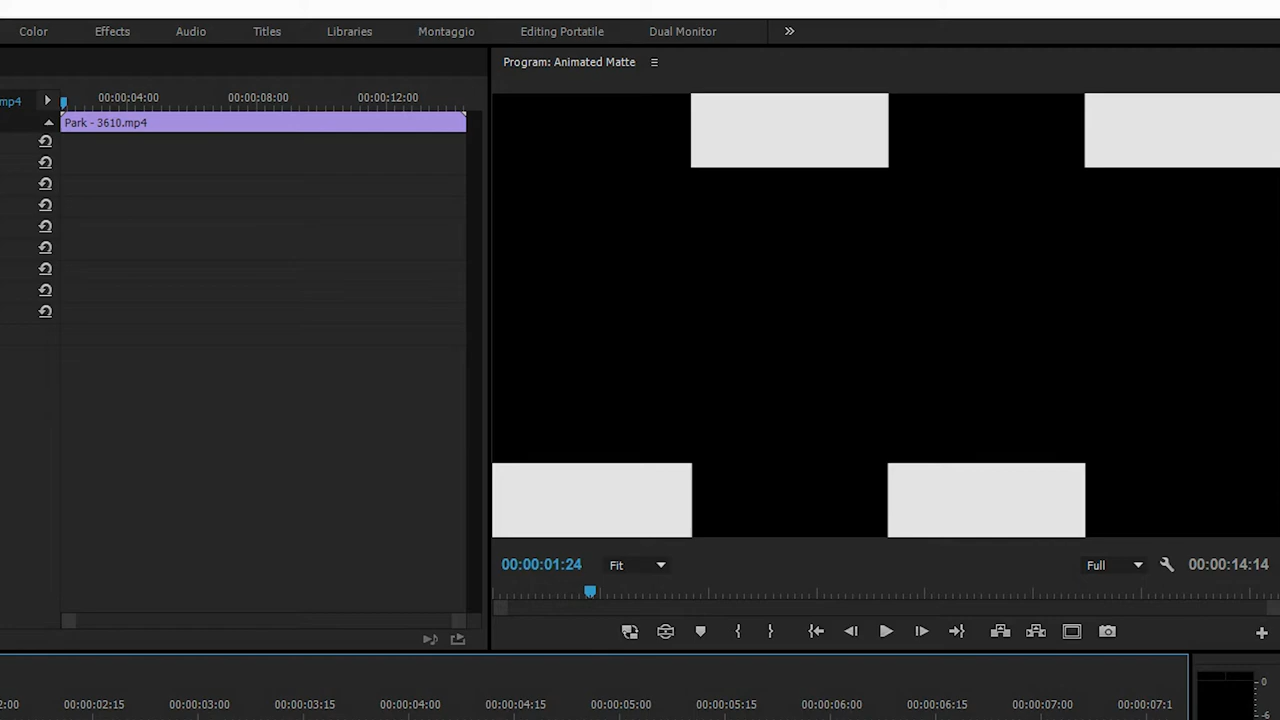 Color Effects Audio Titles Libraries Montaggio Editing Portatile Dual Monitor
Program: Animated Matte
mp4 00:00:04:00 00:00:08:00 00:00:12:00
Park - 3610.mp4
00:00:01:24 Fit Full 00:00:14:14
2:00 00:00:02:15 00:00:03:00 00:00:03:15 00:00:04:00 00:00:04:15 00:00:05:00 00:00:05:15 00:00:06:00 00:00:06:15 00:00:07:00 00:00:07:1
0
-6